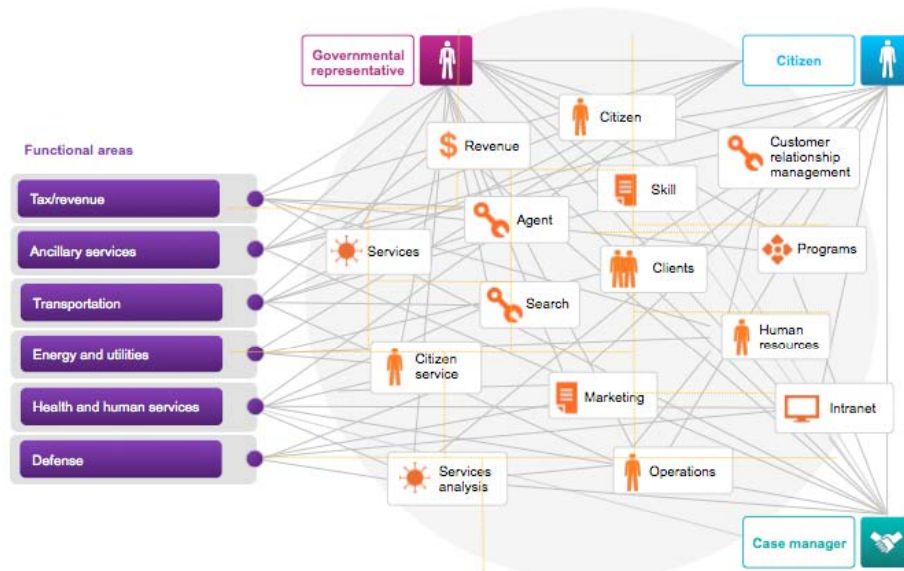 Governmental
representative
Citizen
Citizen
Revenue
Customer
relationship
management
Functional areas
Skill
Tax/revenue
Agent
Ancillary services
Services
Programs
Clients
Transportation
Search
Human
resources
Energy and utilities
Citizen
service
Marketing
Intranet
Health and human services
Defense
Services
analysis
Operations
Case manager